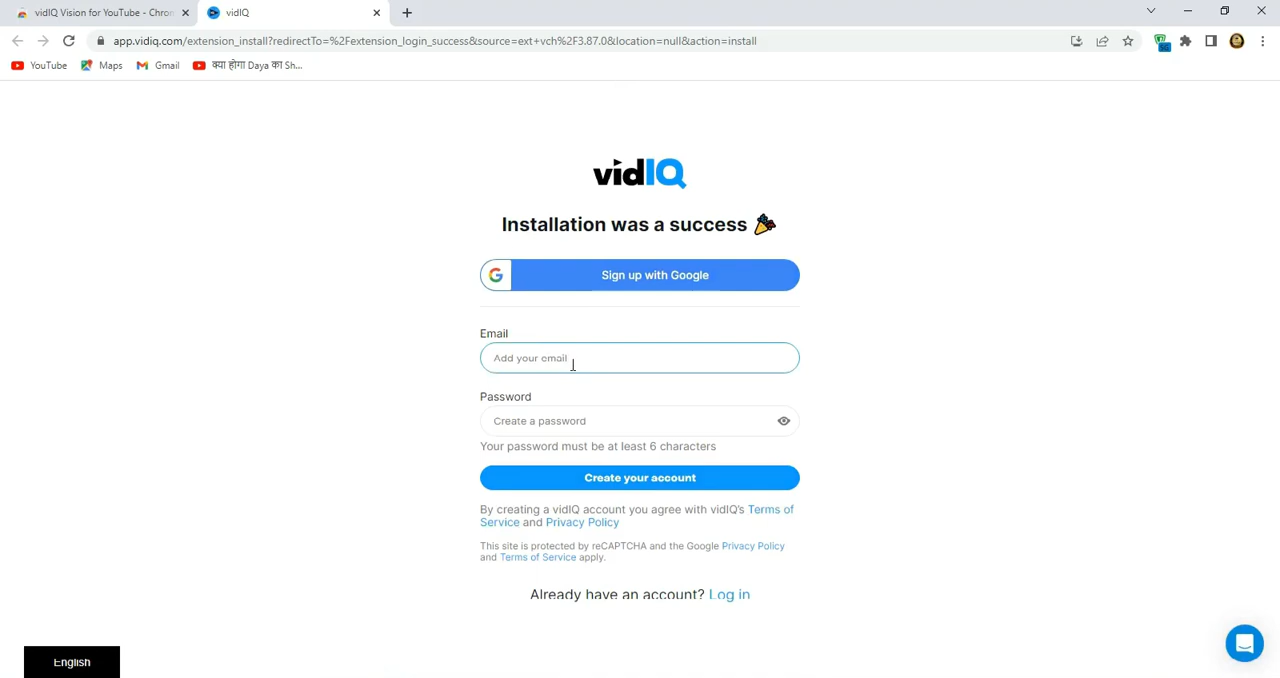 vidIQ Vision for YouTube - Chrom
vidIQ
app.vidiq.com/extension_install?redirectTo=%2Fextension_login_success&source=ext+vch%2F3.87.0&location=null&action=install
YouTube
Maps
Gmail
क्या होगा Daya का Sh...
vidIQ
Installation was a success
Sign up with Google
Email
Add your email
Password
Create a password
Your password must be at least 6 characters
Create your account
By creating a vidIQ account you agree with vidIQ's Terms of
Service and Privacy Policy
This site is protected by reCAPTCHA and the Google Privacy Policy
and Terms of Service apply.
Already have an account? Log in
English